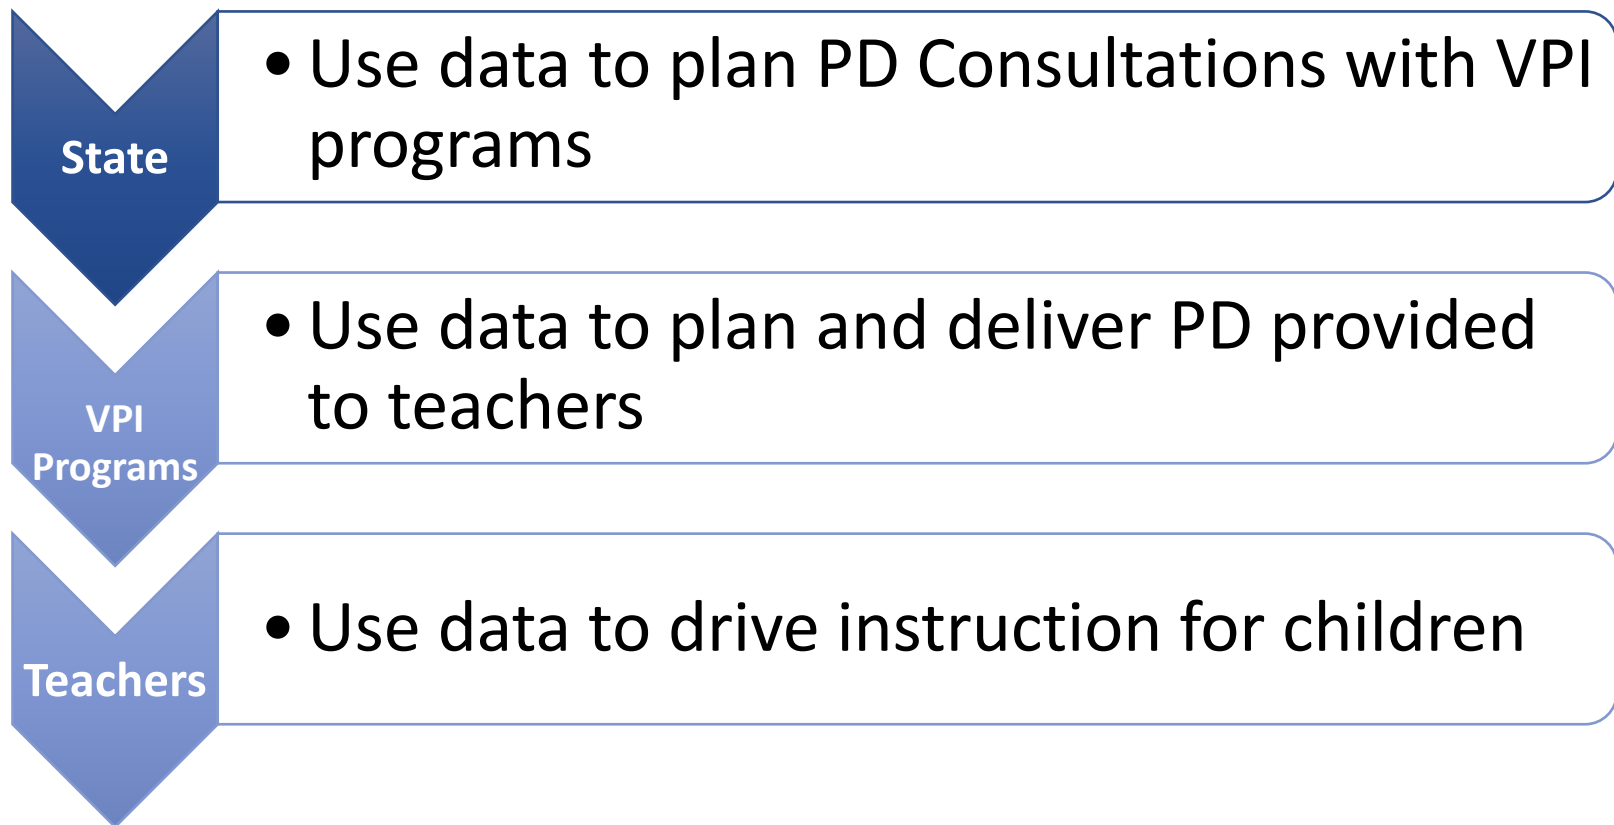 State
• Use data to plan PD Consultations with VPI
programs
VPI
Programs
• Use data to plan and deliver PD provided
to teachers
Teachers
• Use data to drive instruction for children